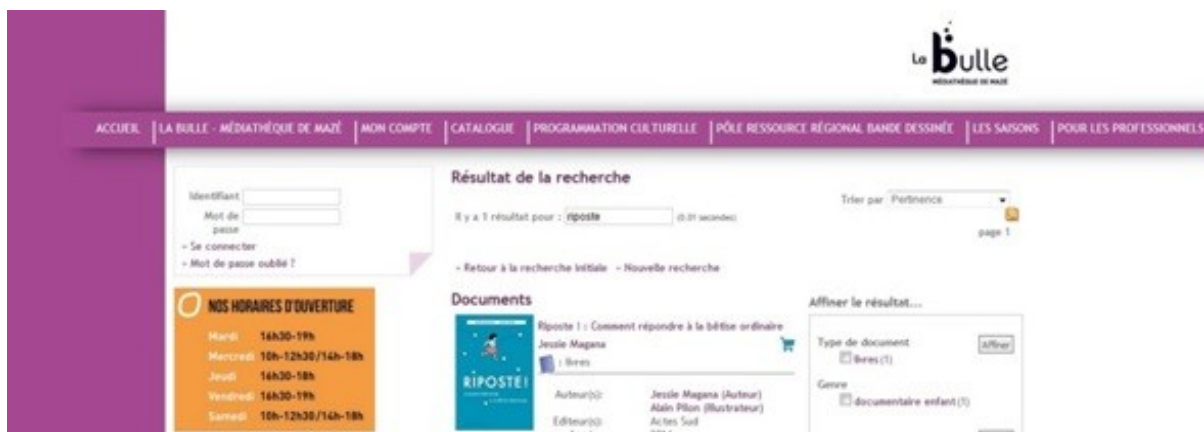 La bulle
MÉDIATHÈQUE DE MAZÉ
ACCUEIL LA BULLE - MÉDIATHÈQUE DE MAZÉ MON COMPTE CATALOGUE PROGRAMMATION CULTURELLE PÔLE RESSOURCE RÉGIONAL BANDE DESSINÉE LES SAISONS POUR LES PROFESSIONNELS
Identifiant
Mot de passe
- Se connecter
- Mot de passe oublié ?
NOS HORAIRES D'OUVERTURE
Mardi 16h30-19h
Mercredi 10h-12h30/14h-18h
Jeudi 16h30-18h
Vendredi 16h30-19h
Samedi 10h-12h30/14h-18h
Résultat de la recherche
Il y a 1 résultat pour : riposte (0.01 secondes)
Trier par Pertinence
page 1
- Retour à la recherche initiale - Nouvelle recherche
Documents
RIPOSTE!
Riposte ! : Comment répondre à la bêtise ordinaire
Jessie Magana
: livres
Auteur(s): Jessie Magana (Auteur)
Alain Pilon (Illustrateur)
Editeur(s): Actes Sud
Affiner le résultat...
Type de document Affiner
livres (1)
Genre
documentaire enfant (1)